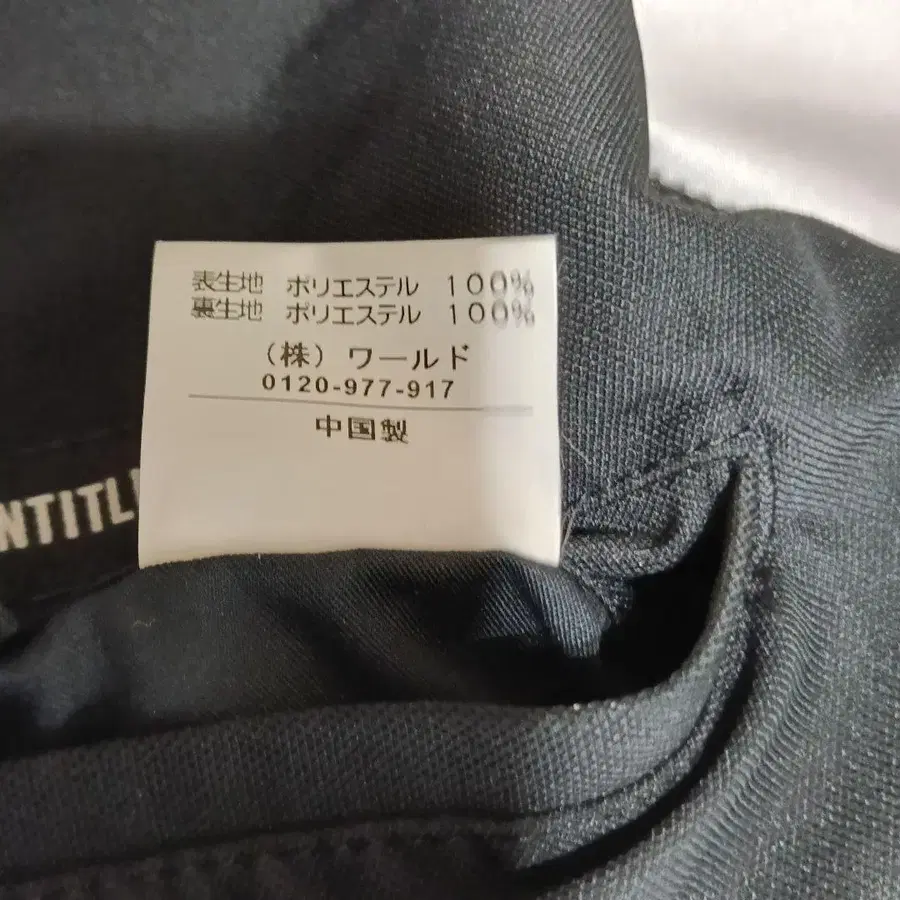 表生地 ポリエステル 100%
裏生地 ポリエステル 100%
(株) ワールド
0120-977-917
中国製
NTITL